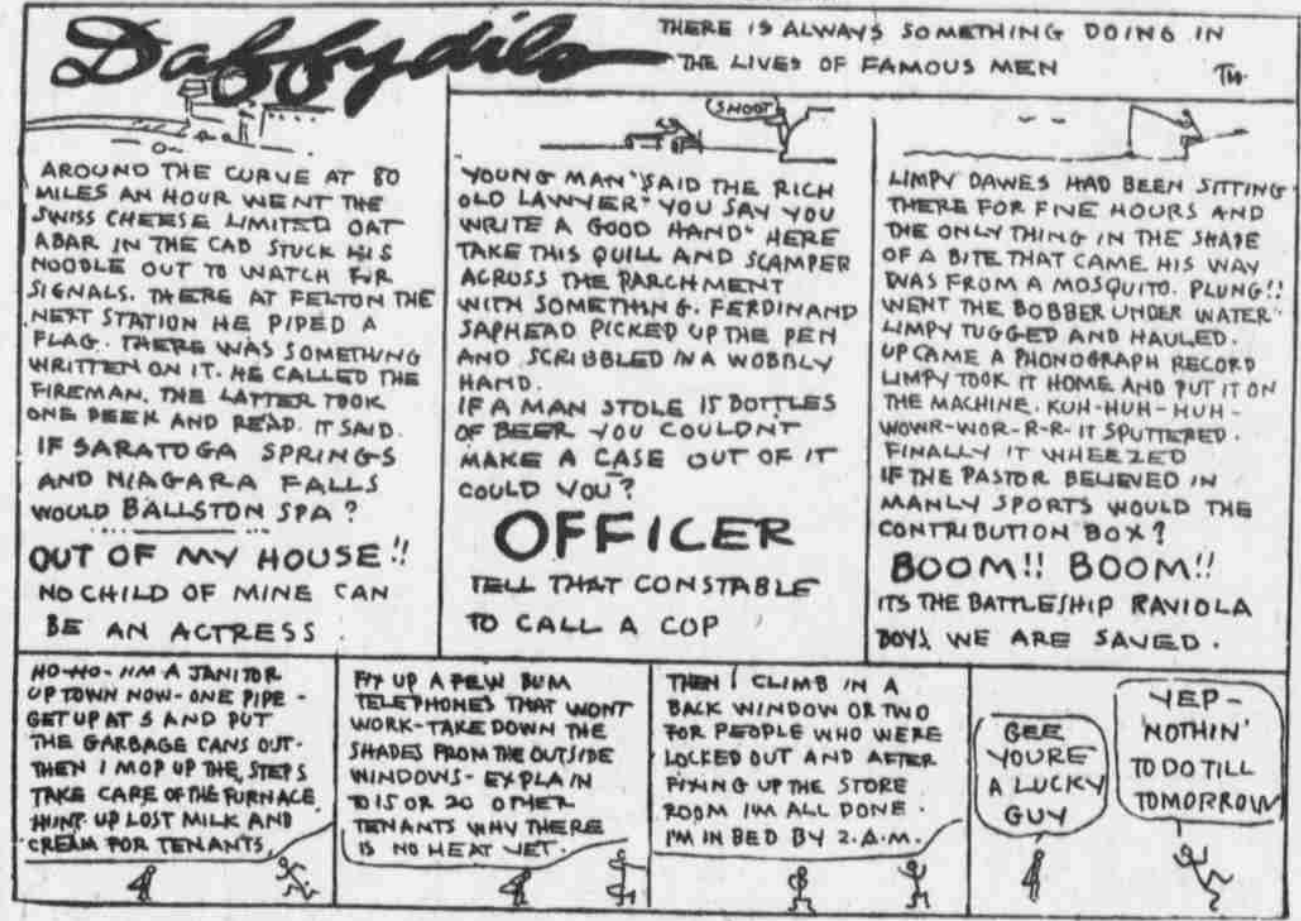 Daffydils
THERE IS ALWAYS SOMETHING DOING IN
THE LIVES OF FAMOUS MEN
TAD
AROUND THE CURVE AT 80
MILES AN HOUR WENT THE
SWISS CHEESE LIMITED OAT
ABAR IN THE CAB STUCK HIS
NOODLE OUT TO WATCH FUR
SIGNALS. THERE AT FELTON THE
NEXT STATION HE PIPED A
FLAG. THERE WAS SOMETHING
WRITTEN ON IT. HE CALLED THE
FIREMAN. THE LATTER TOOK
ONE PEEK AND READ. IT SAID.
IF SARATOGA SPRINGS
AND NIAGARA FALLS
WOULD BALLSTON SPA?
OUT OF MY HOUSE!!
NO CHILD OF MINE CAN
BE AN ACTRESS.
SHOOT
YOUNG MAN" SAID THE RICH
OLD LAWYER "YOU SAY YOU
WRITE A GOOD HAND" HERE
TAKE THIS QUILL AND SCAMPER
ACROSS THE PARCHMENT
WITH SOMETHING. FERDINAND
SAPHEAD PICKED UP THE PEN
AND SCRIBBLED IN A WOBBLY
HAND.
IF A MAN STOLE 15 BOTTLES
OF BEER YOU COULDNT
MAKE A CASE OUT OF IT
COULD YOU?
OFFICER
TELL THAT CONSTABLE
TO CALL A COP
LIMPY DAWES HAD BEEN SITTING
THERE FOR FIVE HOURS AND
THE ONLY THING IN THE SHAPE
OF A BITE THAT CAME HIS WAY
WAS FROM A MOSQUITO. PLUNG!!
WENT THE BOBBER UNDER WATER.
LIMPY TUGGED AND HAULED.
UP CAME A PHONOGRAPH RECORD
LIMPY TOOK IT HOME AND PUT IT ON
THE MACHINE. KUH-HUH-HUH-
WOWR-WOR-R-R- IT SPUTTERED.
FINALLY IT WHEEZED
IF THE PASTOR BELIEVED IN
MANLY SPORTS WOULD THE
CONTRIBUTION BOX?
BOOM!! BOOM!!
ITS THE BATTLESHIP RAVIOLA
BOYS WE ARE SAVED.
HO-HO- IM A JANITOR
UP TOWN NOW- ONE PIPE -
GET UP AT 5 AND PUT
THE GARBAGE CANS OUT-
THEN I MOP UP THE STEPS
TAKE CARE OF THE FURNACE
HUNT UP LOST MILK AND
CREAM FOR TENANTS,
FIX UP A FEW BUM
TELEPHONES THAT WONT
WORK-TAKE DOWN THE
SHADES FROM THE OUTSIDE
WINDOWS- EXPLAIN
TO 15 OR 20 OTHER
TENANTS WHY THERE
IS NO HEAT YET.
THEN I CLIMB IN A
BACK WINDOW OR TWO
FOR PEOPLE WHO WERE
LOCKED OUT AND AFTER
FIXING UP THE STORE
ROOM IM ALL DONE.
I'M IN BED BY 2.A.M.
GEE
YOURE
A LUCKY
GUY
YEP-
NOTHIN'
TO DO TILL
TOMORROW